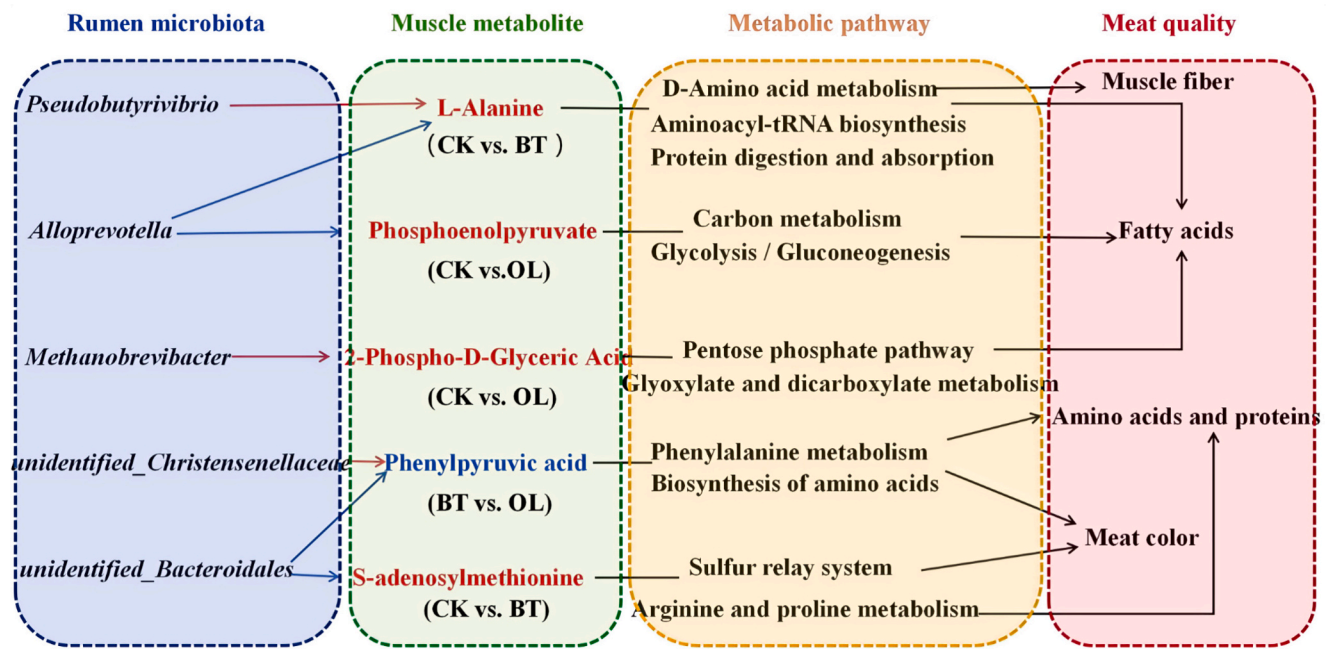 Rumen microbiota
Muscle metabolite
Metabolic pathway
Meat quality
Pseudobutyrivibrio
Alloprevotella
Methanobrevibacter
unidentified_Christensenellaceae
unidentified_Bacteroidales
L-Alanine
(CK vs. BT )
Phosphoenolpyruvate
(CK vs.OL)
2-Phospho-D-Glyceric Acid
(CK vs. OL)
Phenylpyruvic acid
(BT vs. OL)
S-adenosylmethionine
(CK vs. BT)
D-Amino acid metabolism
Aminoacyl-tRNA biosynthesis
Protein digestion and absorption
Carbon metabolism
Glycolysis / Gluconeogenesis
Pentose phosphate pathway
Glyoxylate and dicarboxylate metabolism
Phenylalanine metabolism
Biosynthesis of amino acids
Sulfur relay system
Arginine and proline metabolism
Muscle fiber
Fatty acids
Amino acids and proteins
Meat color